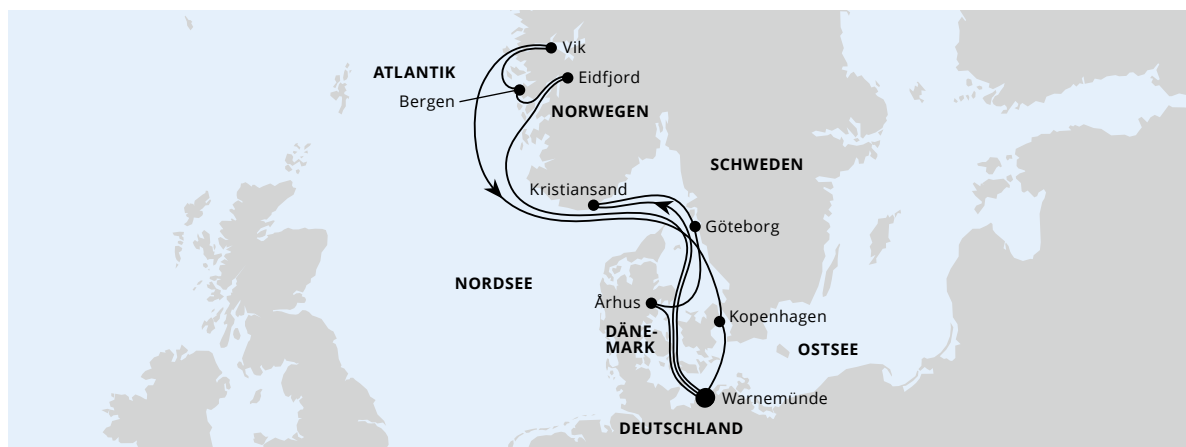 Vik
ATLANTIK
Eidfjord
Bergen
NORWEGEN
SCHWEDEN
Kristiansand
Göteborg
NORDSEE
Århus
Kopenhagen
DÄNE-
MARK
OSTSEE
Warnemünde
DEUTSCHLAND